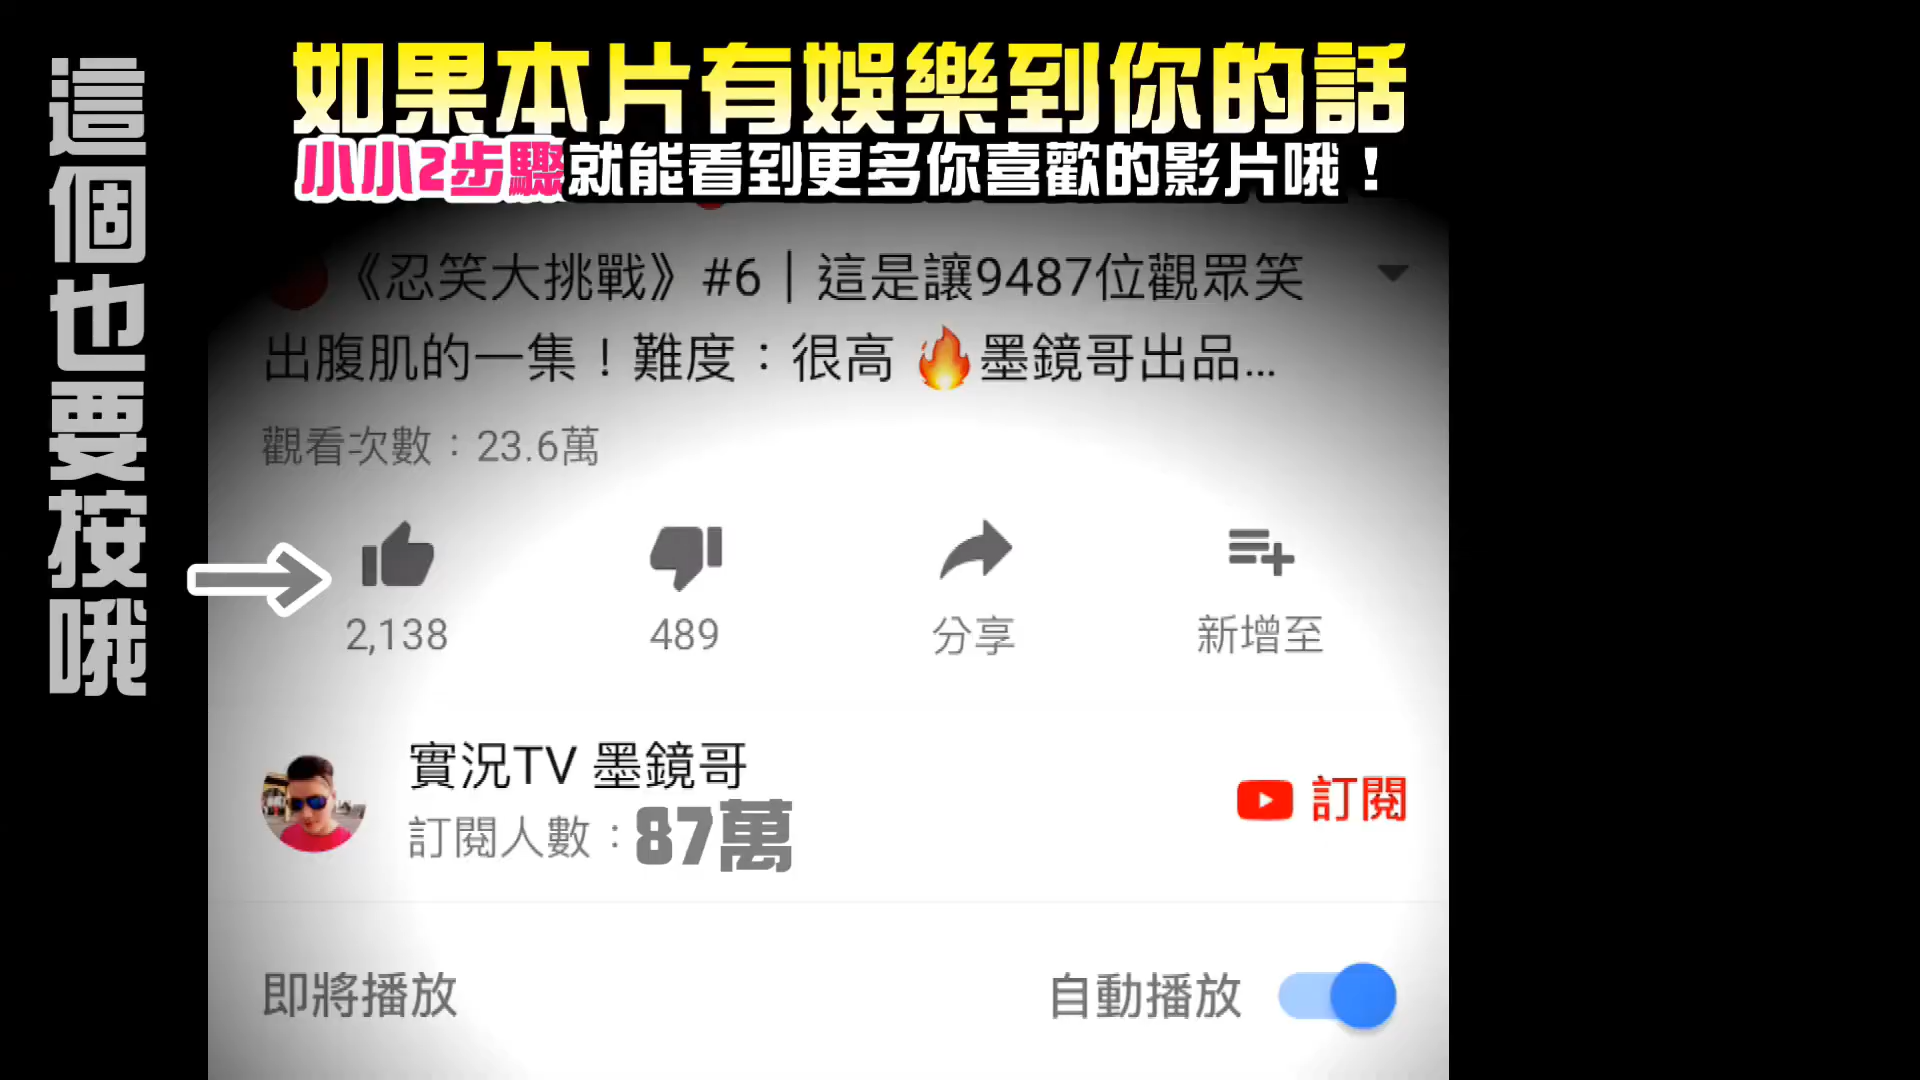 如果本片有娛樂到你的話
小小2步驟就能看到更多你喜歡的影片哦！
這個也要按哦
《忍笑大挑戰》#6｜這是讓9487位觀眾笑
出腹肌的一集！難度：很高 🔥墨鏡哥出品...
觀看次數：23.6萬
2,138
489
分享
新增至
實況TV 墨鏡哥
訂閱人數：87萬
訂閱
即將播放
自動播放